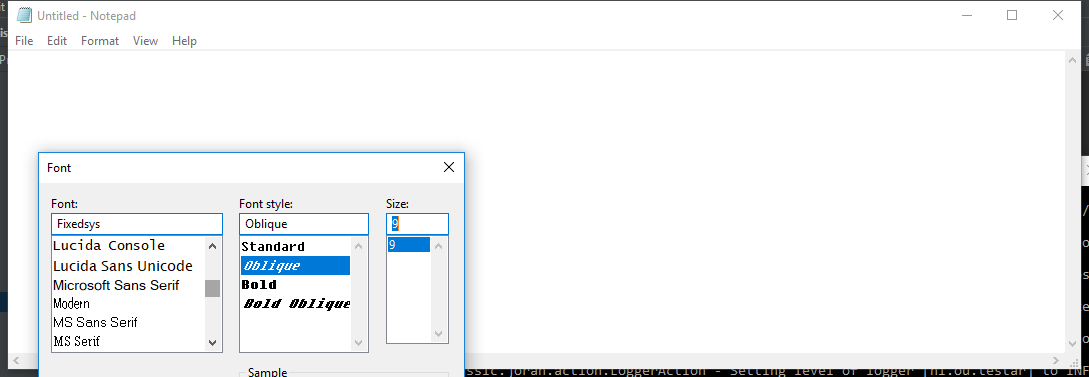 Untitled - Notepad
File Edit Format View Help
Font
Font: Font style: Size:
Fixedsys Oblique 9
Lucida Console Standard 9
Lucida Sans Unicode Oblique
Microsoft Sans Serif Bold
Modern Bold Oblique
MS Sans Serif
MS Serif
Sample
ssic.joran.action.LoggerAction - Setting level of logger [nl.ou.testar] to INF